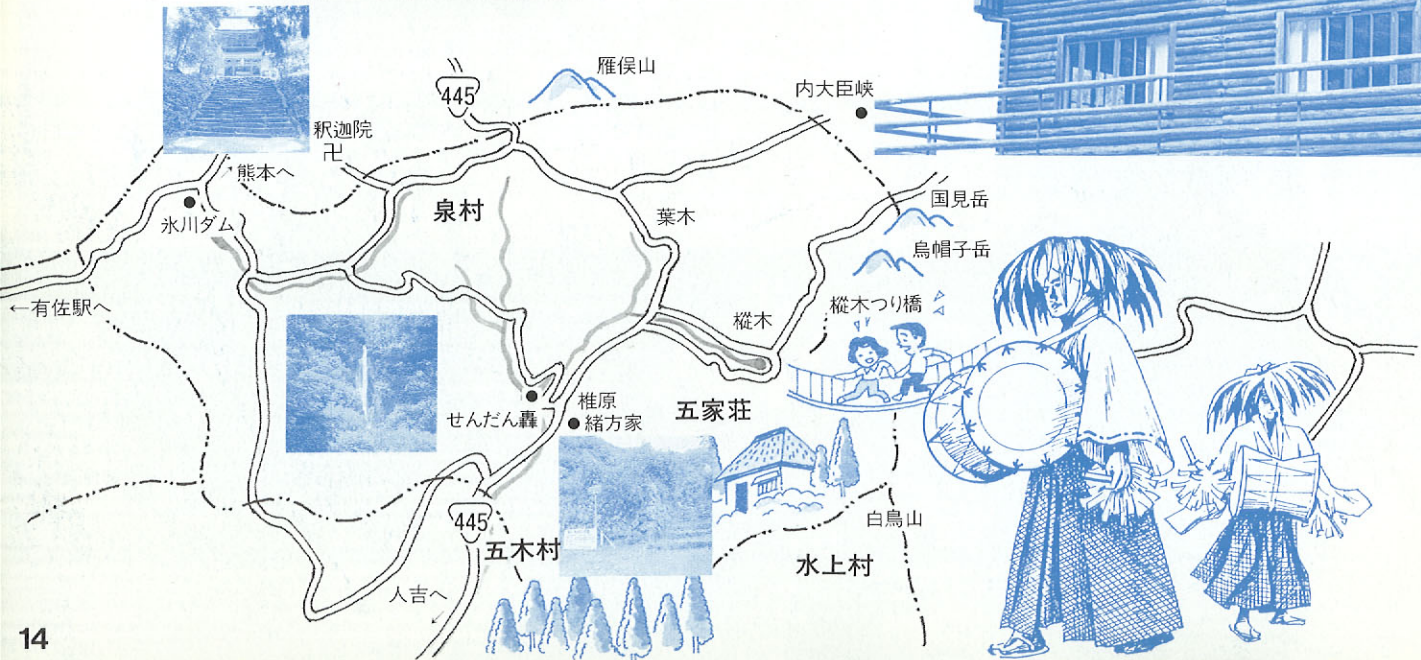 雁俣山
445
内大臣峡
釈迦院
卍
熊本へ
国見岳
泉村
葉木
氷川ダム
烏帽子岳
←有佐駅へ
樅木つり橋
樅木
椎原
せんだん轟
緒方家
五家荘
445
白鳥山
五木村
水上村
人吉へ
14